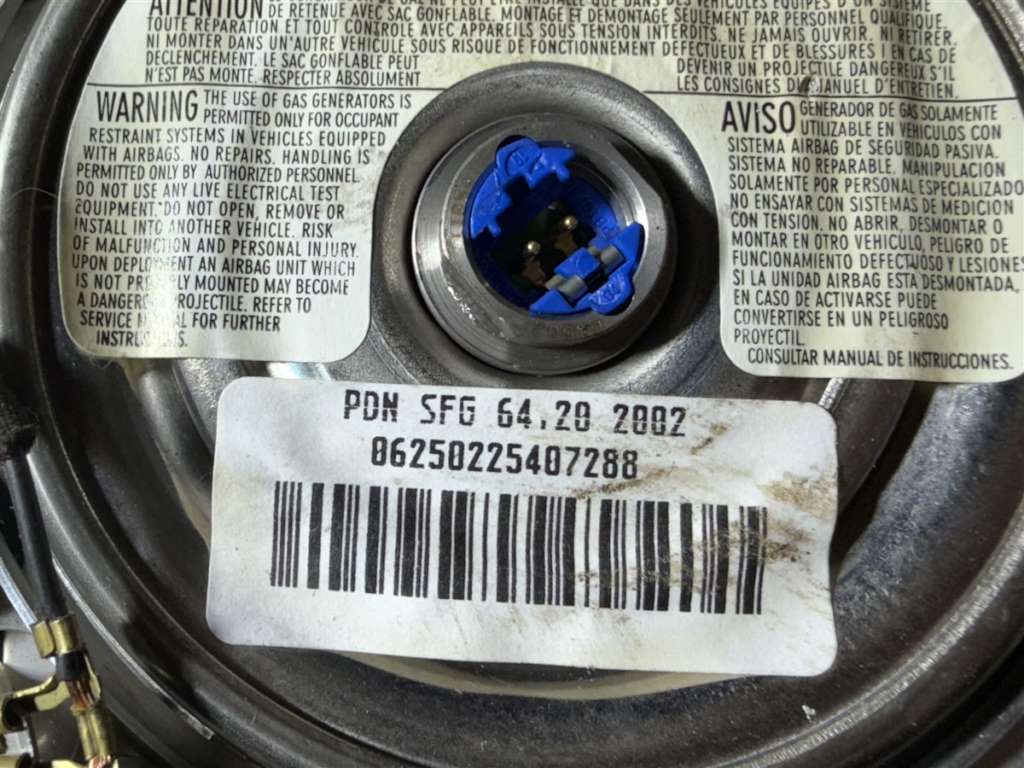 ATTENTION
DE RETENUE AVEC SAC GONFLABLE. MONTAGE ET DEMONTAGE SEULEMENT PAR PERSONNEL QUALIFIQUE
TOUTE REPARATION ET TOUT CONTROLE AVEC APPAREILS SOUS TENSION INTERDITS. NE JAMAIS OUVRIR. NI RETIRER.
NI MONTER DANS UN'AUTRE VEHICULE SOUS RISQUE DE FONCTIONNEMENT DEFECTUEUX ET DE BLESSURES ! EN CAS DE
DECLENCHEMENT. LE SAC GONFLABLE PEUT DEVENIR UN PROJECTILE DANGEREUX S'IL
N'EST PAS MONTE. RESPECTER ABSOLUMENT LES CONSIGNES DU MANUEL D'ENTRETIEN.
WARNING THE USE OF GAS GENERATORS IS
PERMITTED ONLY FOR OCCUPANT
RESTRAINT SYSTEMS IN VEHICLES EQUIPPED
WITH AIRBAGS. NO REPAIRS. HANDLING IS
PERMITTED ONLY BY AUTHORIZED PERSONNEL.
DO NOT USE ANY LIVE ELECTRICAL TEST
EQUIPMENT. DO NOT OPEN, REMOVE OR
INSTALL INTO ANOTHER VEHICLE. RISK
OF MALFUNCTION AND PERSONAL INJURY.
UPON DEPLOYMENT AN AIRBAG UNIT WHICH
IS NOT PROPERLY MOUNTED MAY BECOME
A DANGEROUS PROJECTILE. REFER TO
SERVICE MANUAL FOR FURTHER
INSTRUCTIONS.
AVISO GENERADOR DE GAS SOLAMENTE
UTILIZABLE EN VEHICULOS CON
SISTEMA AIRBAG DE SEGURIDAD PASIVA.
SISTEMA NO REPARABLE. MANIPULACION
SOLAMENTE POR PERSONAL ESPECIALIZADO
NO ENSAYAR CON SISTEMAS DE MEDICION
CON TENSION. NO ABRIR, DESMONTAR O
MONTAR EN OTRO VEHICULO, PELIGRO DE
FUNCIONAMIENTO DEFECTUOSO Y LESIONES
SI LA UNIDAD AIRBAG ESTA DESMONTADA,
EN CASO DE ACTIVARSE PUEDE
CONVERTIRSE EN UN PELIGROSO
PROYECTIL.
CONSULTAR MANUAL DE INSTRUCCIONES.
PDN SFG 64.20 2002
06250225407288